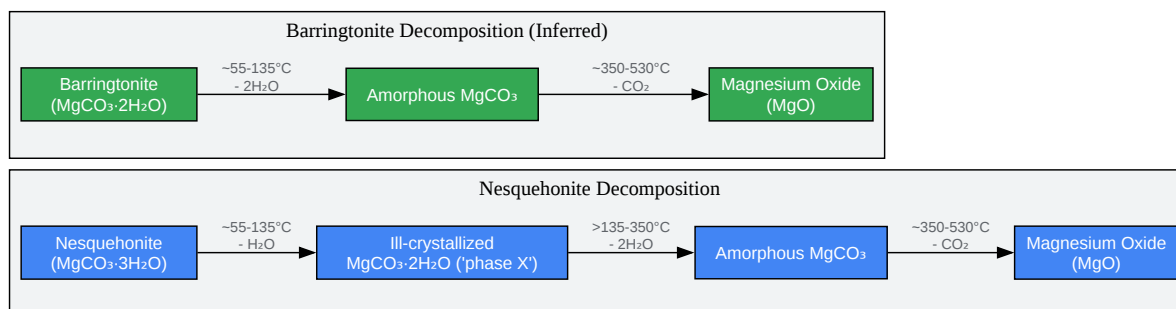 Barringtonite Decomposition (Inferred)
Barringtonite
(MgCO₃·2H₂O)
~55-135°C
- 2H₂O
Amorphous MgCO₃
~350-530°C
- CO₂
Magnesium Oxide
(MgO)
Nesquehonite Decomposition
Nesquehonite
(MgCO₃·3H₂O)
~55-135°C
- H₂O
Ill-crystallized
MgCO₃·2H₂O ('phase X')
>135-350°C
- 2H₂O
Amorphous MgCO₃
~350-530°C
- CO₂
Magnesium Oxide
(MgO)